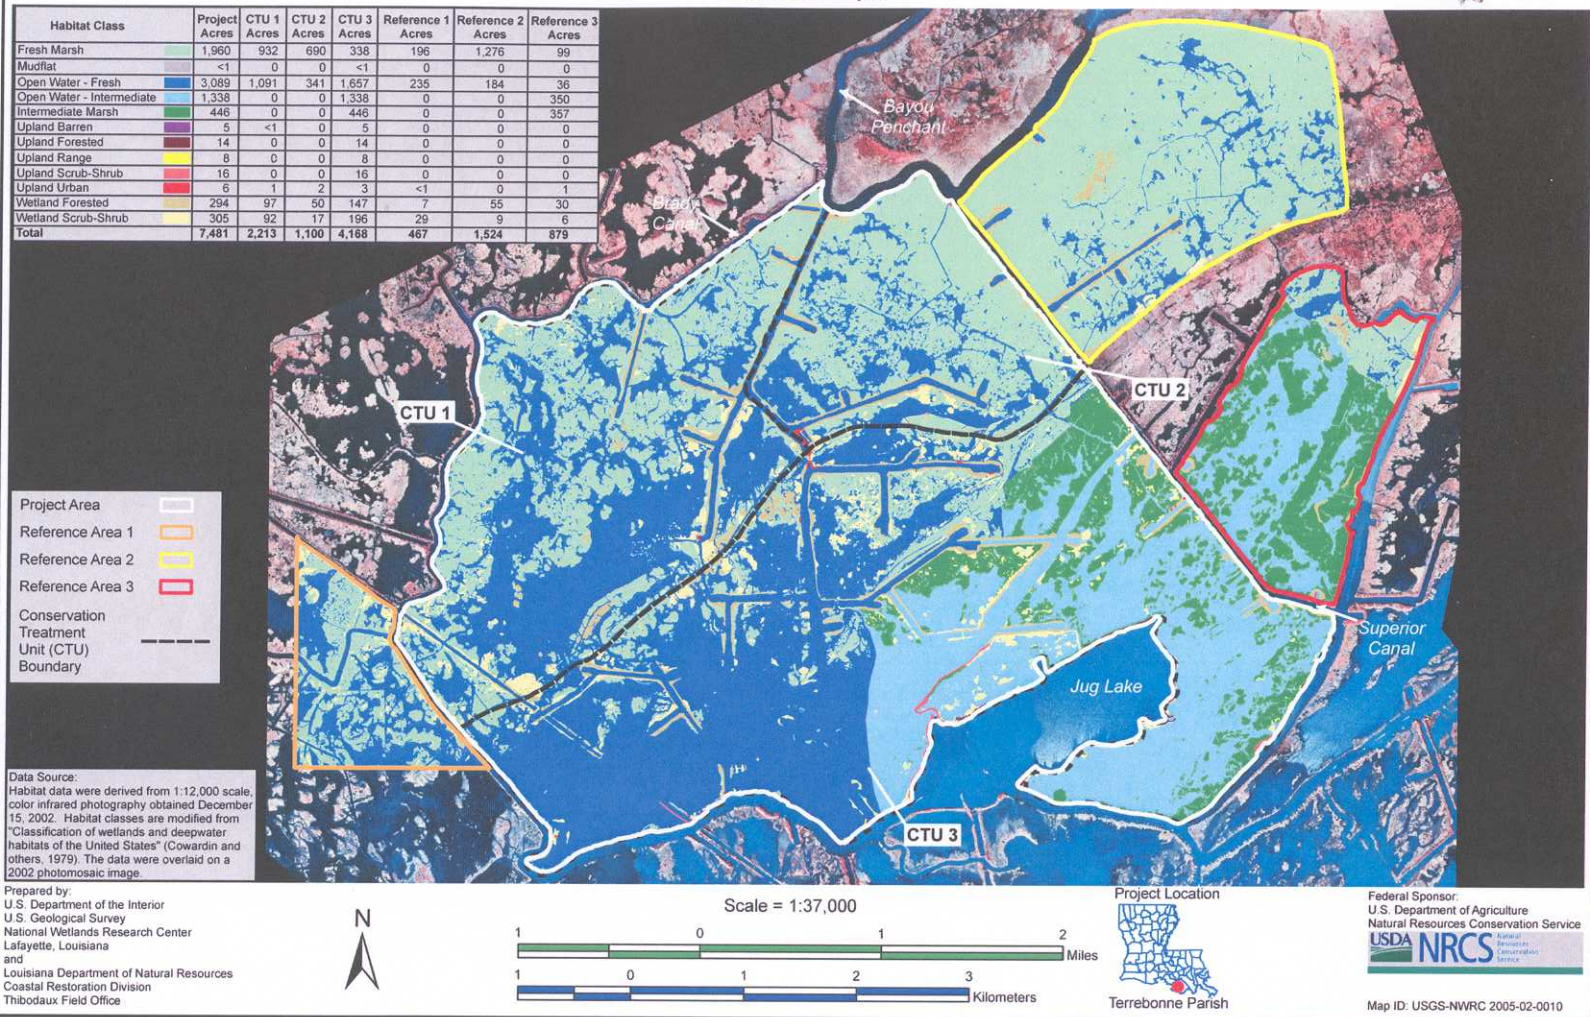 Habitat Class Project Acres CTU 1 Acres CTU 2 Acres CTU 3 Acres Reference 1 Acres Reference 2 Acres Reference 3 Acres
Fresh Marsh 1,960 932 690 338 196 1,276 99
Mudflat <1 0 0 <1 0 0 0
Open Water - Fresh 3,089 1,091 341 1,657 235 184 36
Open Water - Intermediate 1,338 0 0 1,338 0 0 350
Intermediate Marsh 446 0 0 446 0 0 357
Upland Barren 5 <1 0 5 0 0 0
Upland Forested 14 0 0 14 0 0 0
Upland Range 8 0 0 8 0 0 0
Upland Scrub-Shrub 16 0 0 16 0 0 0
Upland Urban 6 1 2 3 <1 0 1
Wetland Forested 294 97 50 147 7 55 30
Wetland Scrub-Shrub 305 92 17 196 29 9 6
Total 7,481 2,213 1,100 4,168 467 1,524 879
Bayou
Penchant
Brady
Canal
CTU 1
CTU 2
Superior
Canal
Jug Lake
CTU 3
Project Area
Reference Area 1
Reference Area 2
Reference Area 3
Conservation
Treatment
Unit (CTU)
Boundary
Data Source:
Habitat data were derived from 1:12,000 scale,
color infrared photography obtained December
15, 2002. Habitat classes are modified from
"Classification of wetlands and deepwater
habitats of the United States" (Cowardin and
others, 1979). The data were overlaid on a
2002 photomosaic image.
Prepared by:
U.S. Department of the Interior
U.S. Geological Survey
National Wetlands Research Center
Lafayette, Louisiana
and
Louisiana Department of Natural Resources
Coastal Restoration Division
Thibodaux Field Office
N
Scale = 1:37,000
1 0 1 2
Miles
1 0 1 2 3
Kilometers
Project Location
Terrebonne Parish
Federal Sponsor:
U.S. Department of Agriculture
Natural Resources Conservation Service
USDA NRCS
Natural
Resources
Conservation
Service
Map ID: USGS-NWRC 2005-02-0010